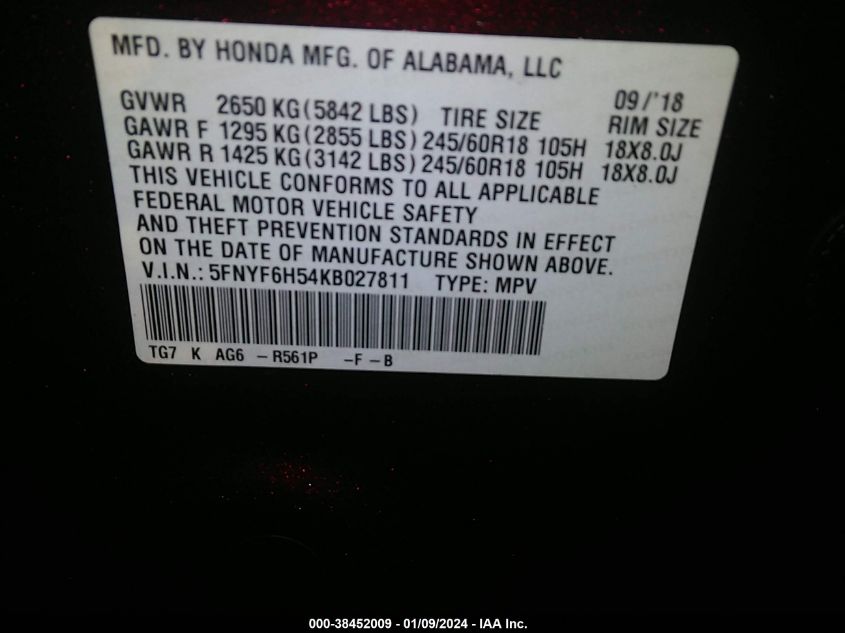 MFD. BY HONDA MFG. OF ALABAMA, LLC
09/'18
GVWR 2650 KG (5842 LBS) TIRE SIZE RIM SIZE
GAWR F 1295 KG (2855 LBS) 245/60R18 105H 18X8.0J
GAWR R 1425 KG (3142 LBS) 245/60R18 105H 18X8.0J
THIS VEHICLE CONFORMS TO ALL APPLICABLE
FEDERAL MOTOR VEHICLE SAFETY
AND THEFT PREVENTION STANDARDS IN EFFECT
ON THE DATE OF MANUFACTURE SHOWN ABOVE.
V.I.N.: 5FNYF6H54KB027811 TYPE: MPV
TG7 K AG6 – R561P – F – B
000-38452009 - 01/09/2024 - IAA Inc.